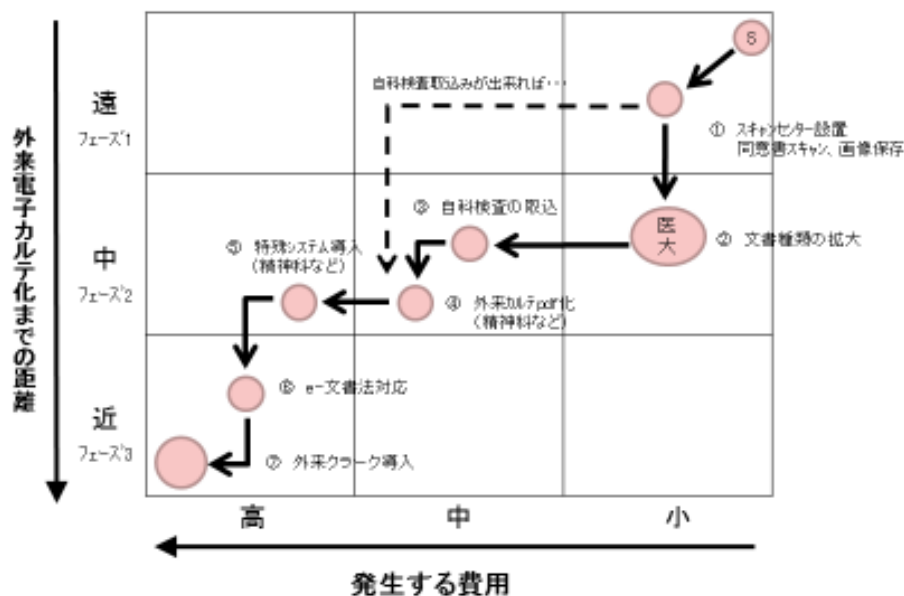 S
自科検査取込みが出来れば・・・
遠
フェーズ1
① スキャンセンター設置
同意書スキャン、画像保存
外来電子カルテ化までの距離
③ 自科検査の取込
医大
② 文書種類の拡大
⑤ 特殊システム導入
(精神科など)
中
フェーズ2
④ 外来カルテpdf化
(精神科など)
⑥ e-文書法対応
近
フェーズ3
⑦ 外来クラーク導入
高
中
小
発生する費用